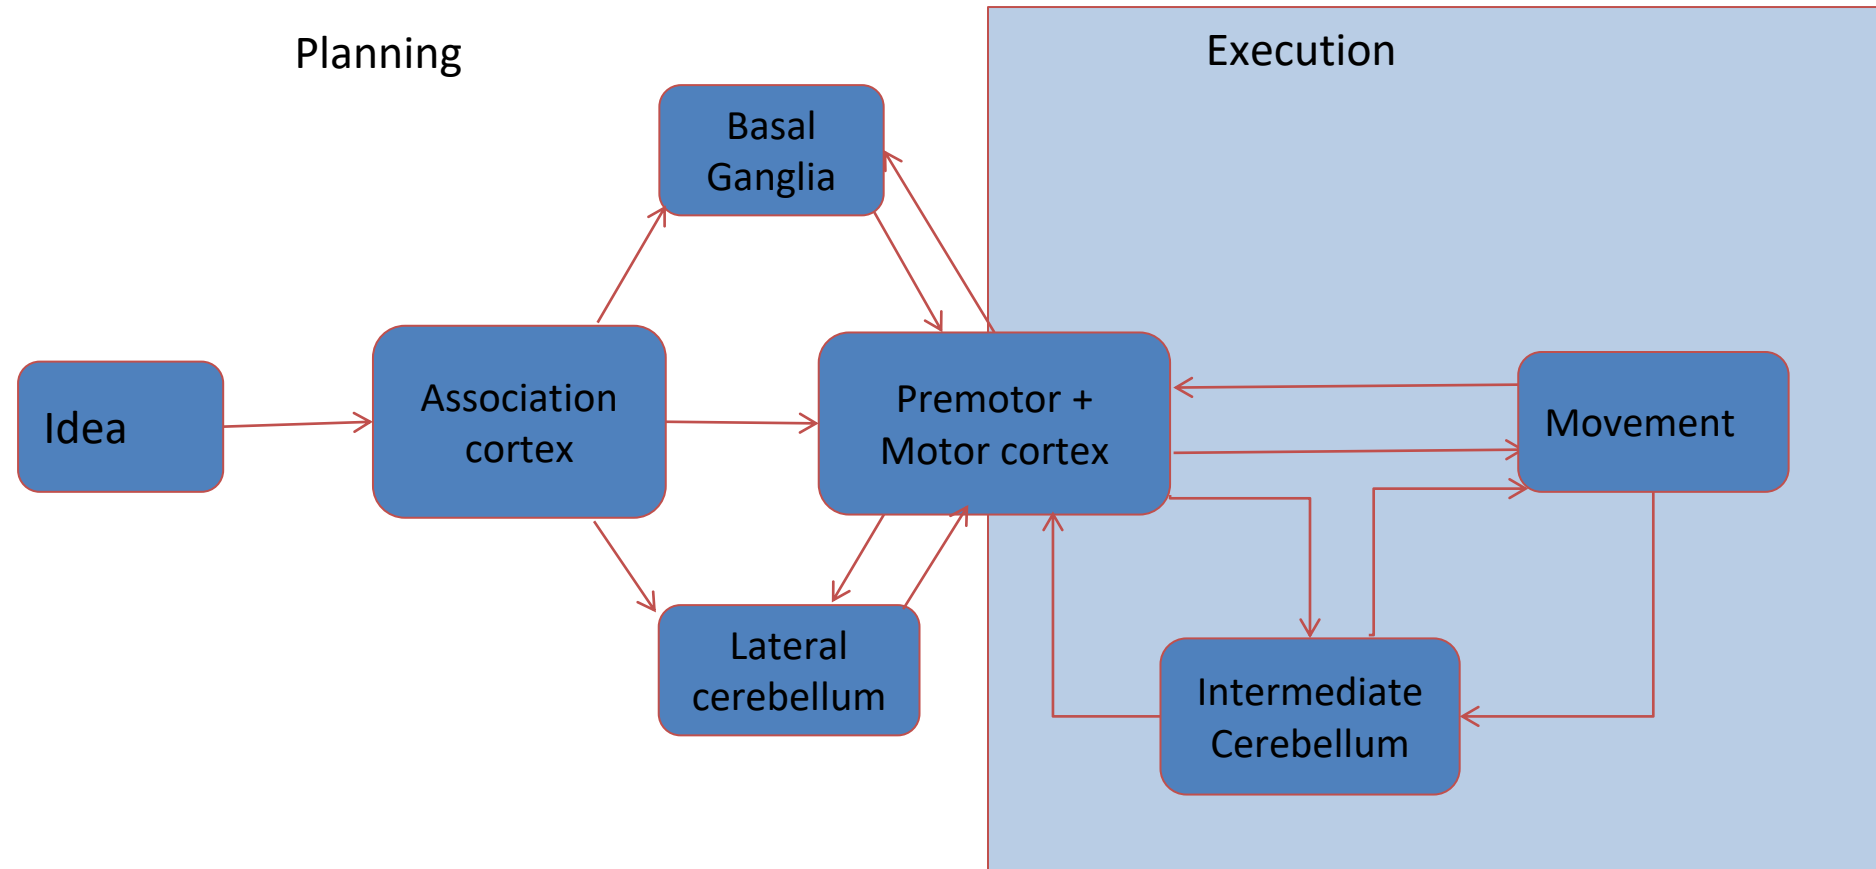 Planning
Execution
Basal
Ganglia
Idea
Association
cortex
Premotor +
Motor cortex
Movement
Lateral
cerebellum
Intermediate
Cerebellum